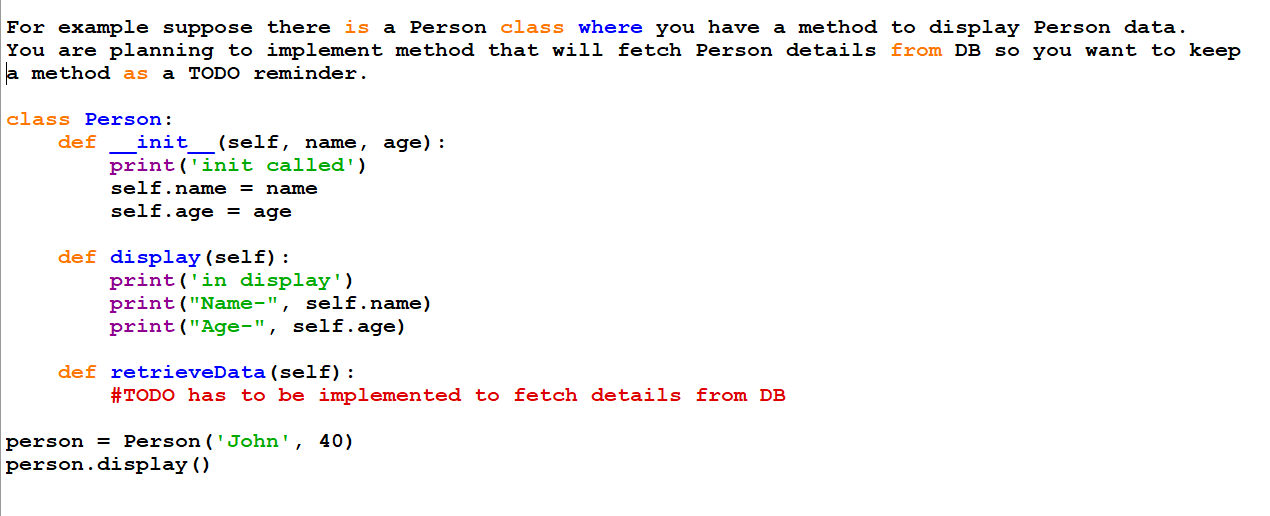 For example suppose there is a Person class where you have a method to display Person data.
You are planning to implement method that will fetch Person details from DB so you want to keep
a method as a TODO reminder.

class Person:
    def __init__(self, name, age):
        print('init called')
        self.name = name
        self.age = age

    def display(self):
        print('in display')
        print("Name-", self.name)
        print("Age-", self.age)

    def retrieveData(self):
        #TODO has to be implemented to fetch details from DB

person = Person('John', 40)
person.display()